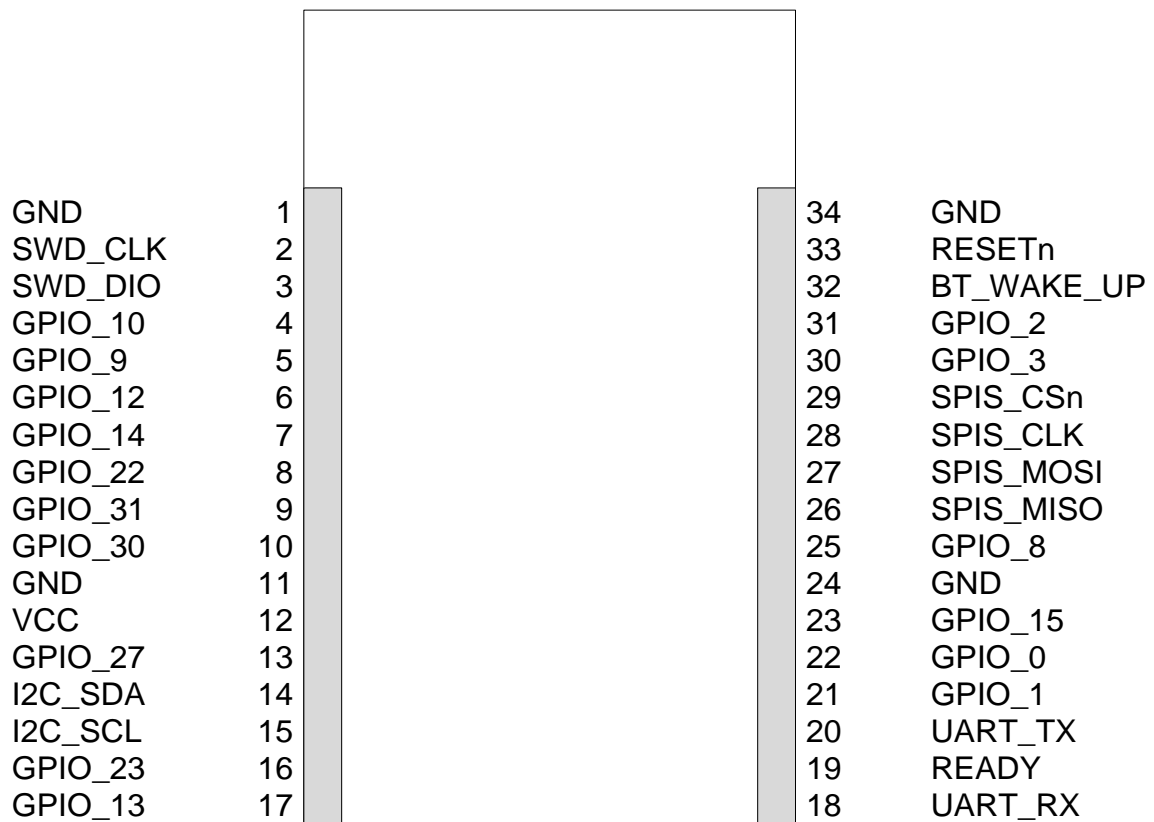 GND 1 34 GND
SWD_CLK 2 33 RESETn
SWD_DIO 3 32 BT_WAKE_UP
GPIO_10 4 31 GPIO_2
GPIO_9 5 30 GPIO_3
GPIO_12 6 29 SPIS_CSn
GPIO_14 7 28 SPIS_CLK
GPIO_22 8 27 SPIS_MOSI
GPIO_31 9 26 SPIS_MISO
GPIO_30 10 25 GPIO_8
GND 11 24 GND
VCC 12 23 GPIO_15
GPIO_27 13 22 GPIO_0
I2C_SDA 14 21 GPIO_1
I2C_SCL 15 20 UART_TX
GPIO_23 16 19 READY
GPIO_13 17 18 UART_RX